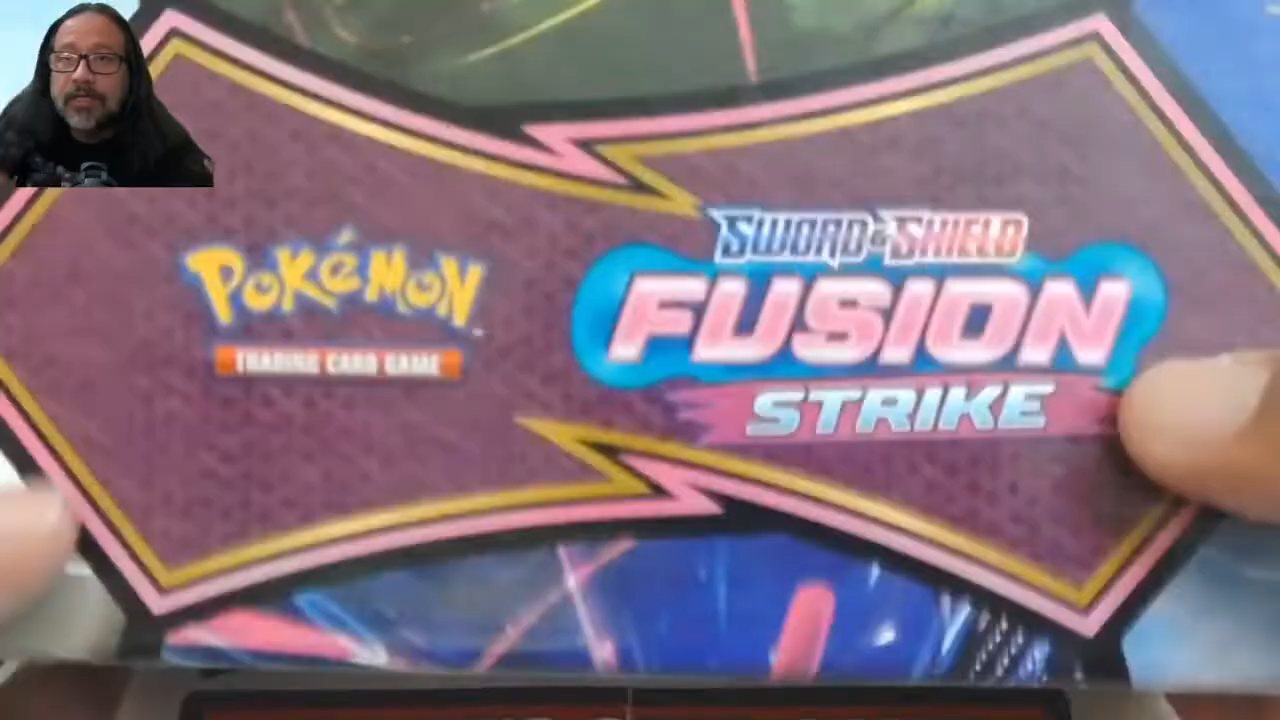 POKéMON
TRADING CARD GAME
SWORD & SHIELD
FUSION
STRIKE